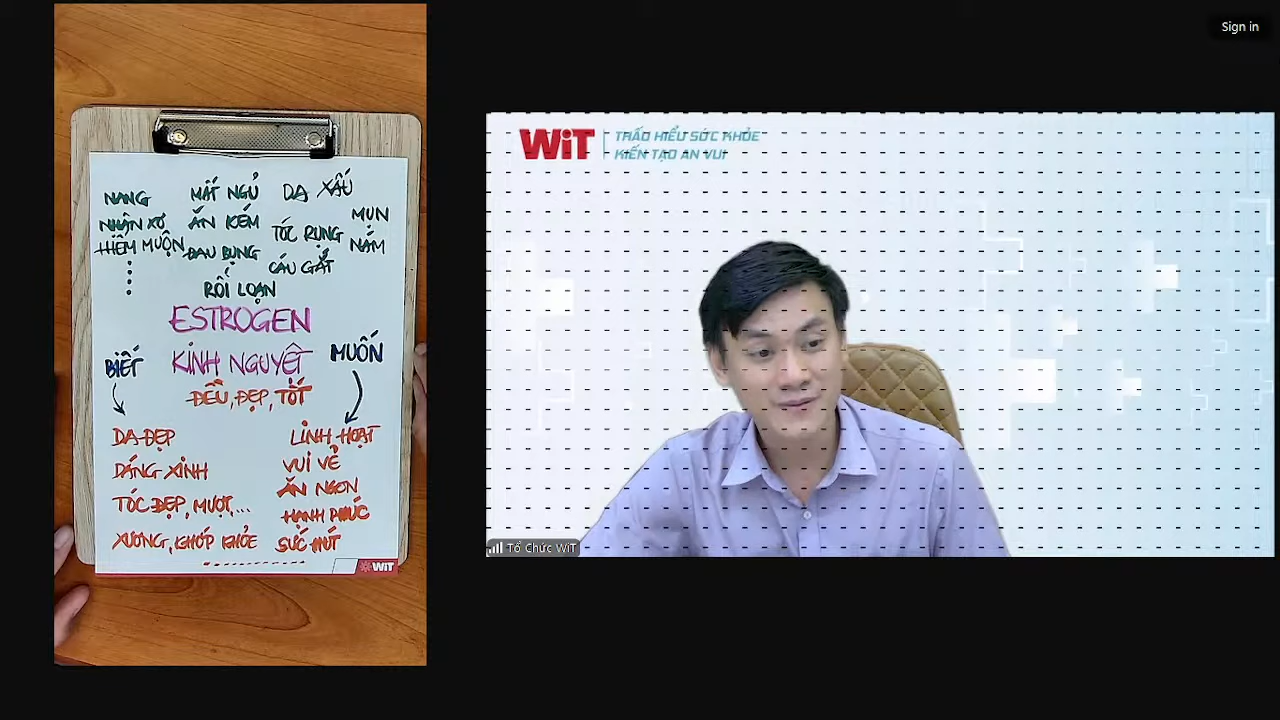 Sign in
NANG
NHÂN XƠ
HIẾM MUỘN
MẤT NGỦ
ĂN KÉM
ĐAU BỤNG
RỐI LOẠN
DA XẤU
TÓC RỤNG
CÁU GẮT
MỤN
NÁM
ESTROGEN
BIẾT
KINH NGUYỆT
MUỐN
ĐỀU, ĐẸP, TỐT
DA ĐẸP
DÁNG XINH
TÓC ĐẸP, MƯỢT,...
XƯƠNG, KHỚP KHỎE
LINH HOẠT
VUI VẺ
ĂN NGON
HẠNH PHÚC
SỨC HÚT
WiT
WiT
THẤU HIỂU SỨC KHỎE
KIẾN TẠO AN VUI
Tổ Chức WiT